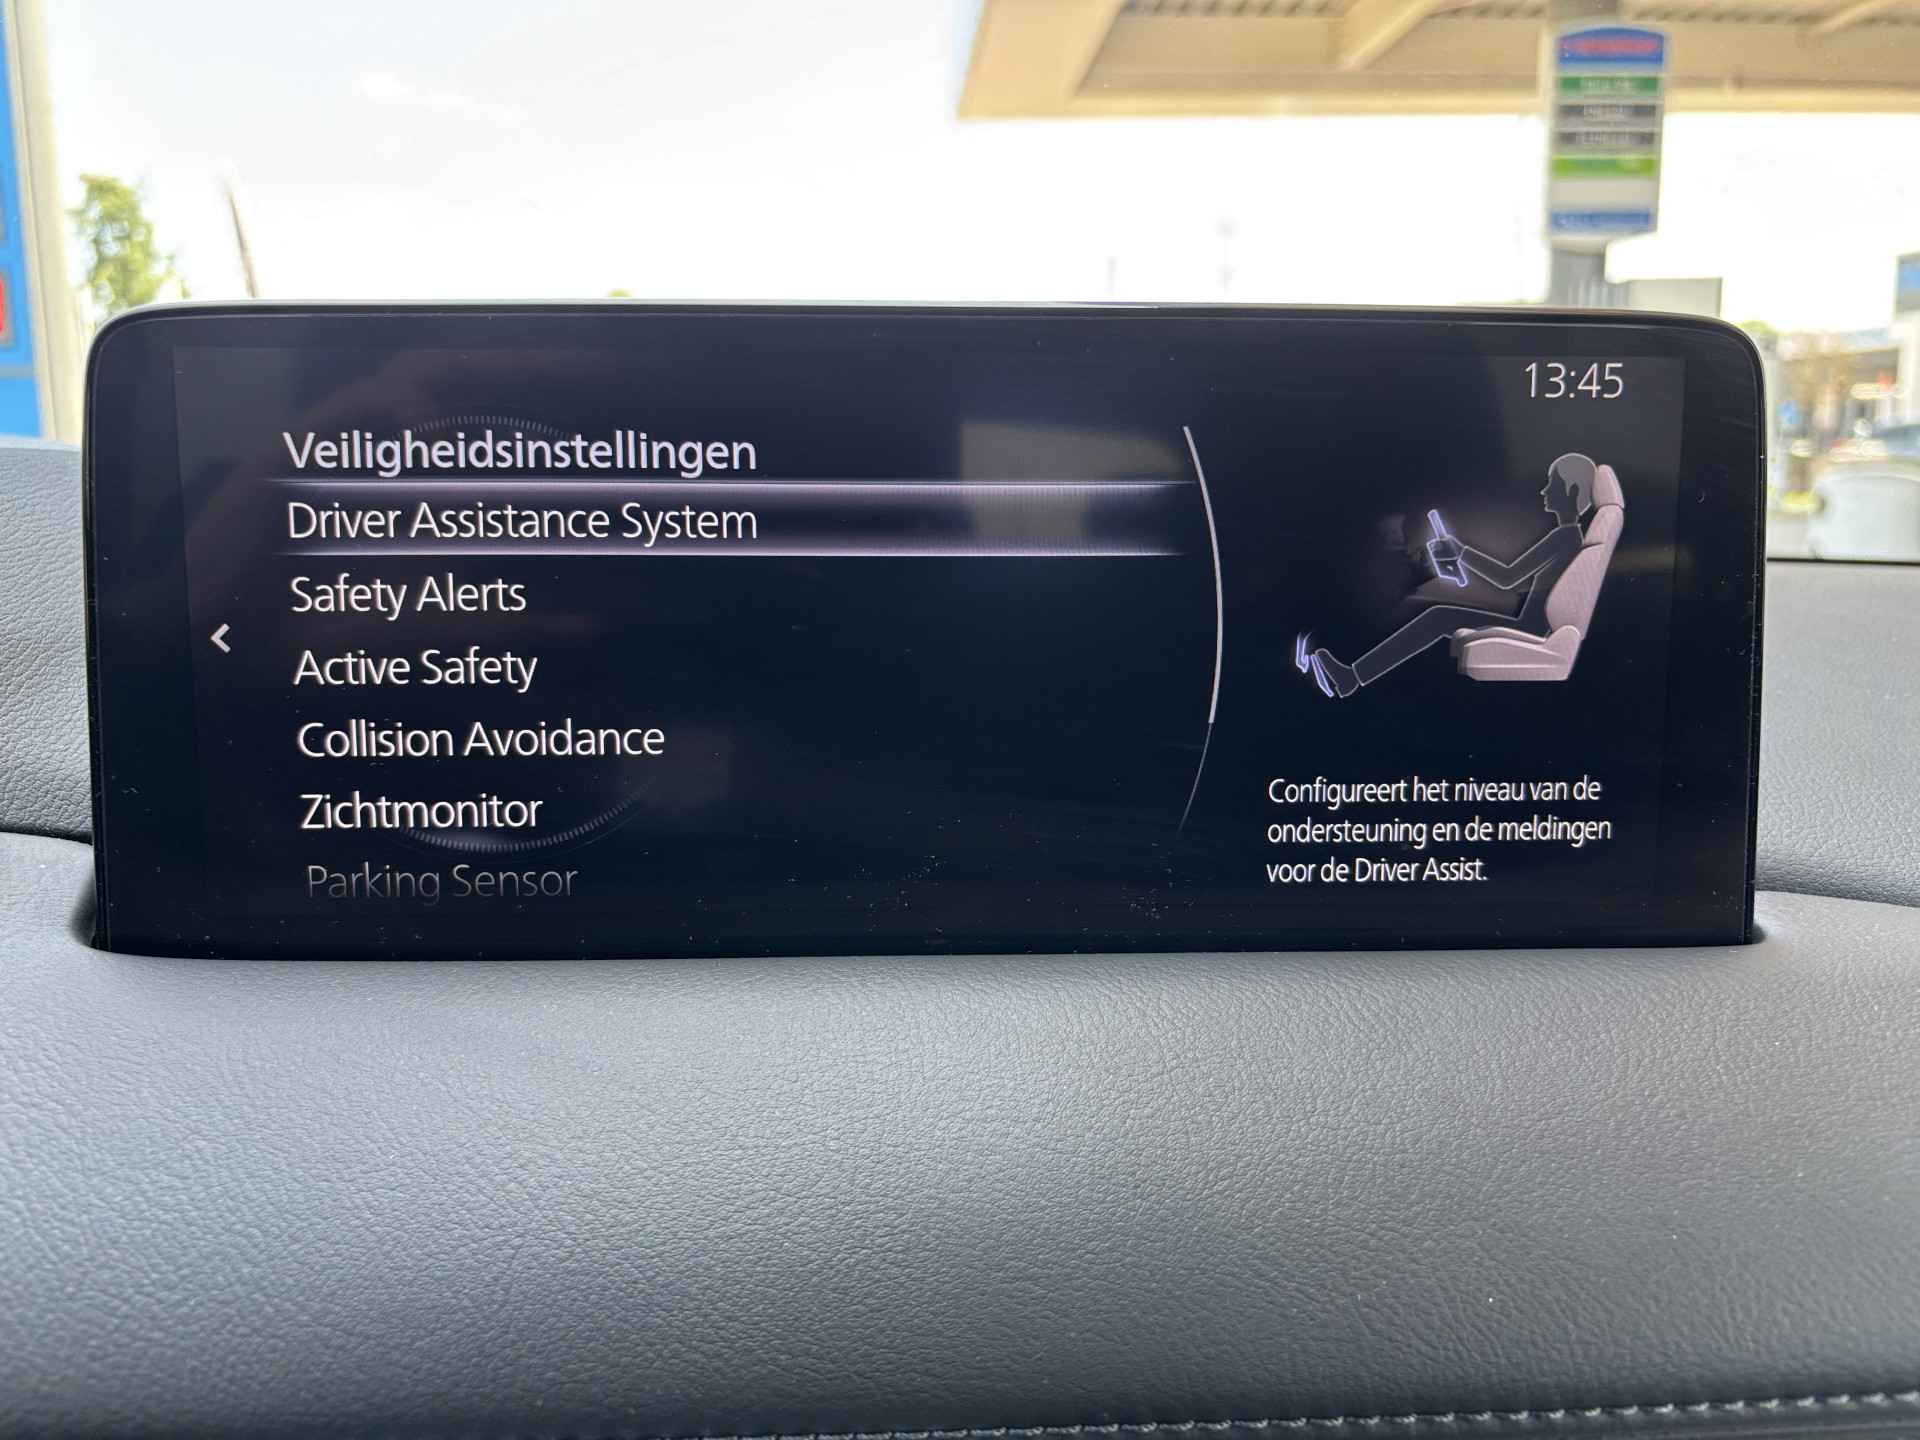 13:45
Veiligheidsinstellingen
Driver Assistance System
Safety Alerts
Active Safety
Collision Avoidance
Zichtmonitor
Parking Sensor
Configureert het niveau van de
ondersteuning en de meldingen
voor de Driver Assist.